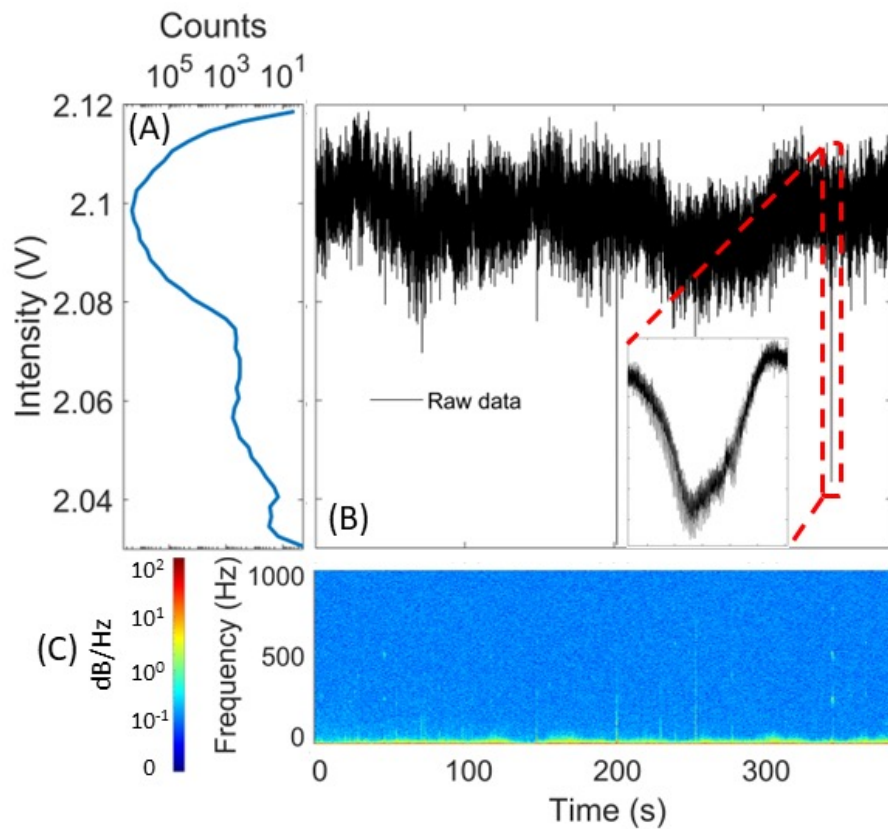 Counts
10^5 10^3 10^1
(A)
2.12
2.1
2.08
2.06
2.04
Intensity (V)
Raw data
(B)
(C)
dB/Hz
10^2
10^1
10^0
10^-1
0
Frequency (Hz)
1000
500
0
0 100 200 300
Time (s)